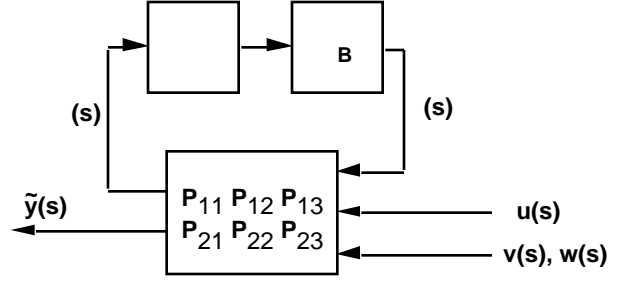 B
(s)
(s)
P₁₁ P₁₂ P₁₃
P₂₁ P₂₂ P₂₃
ỹ(s)
u(s)
v(s), w(s)